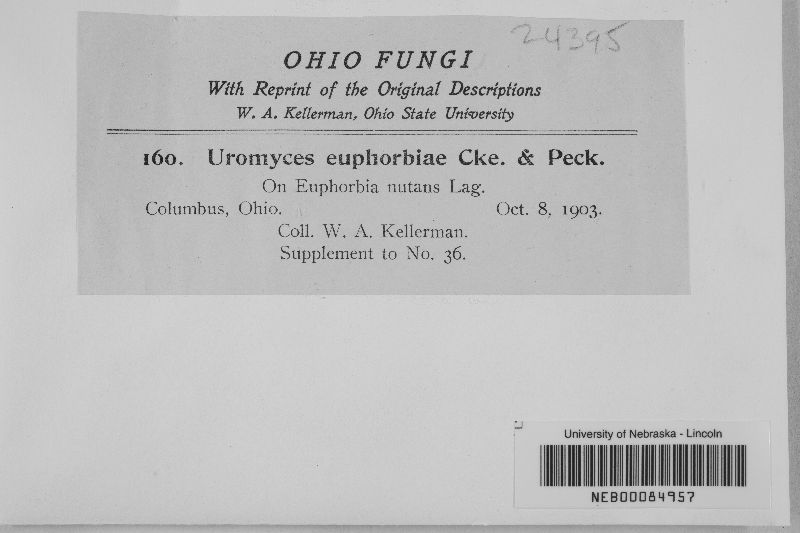 24395
OHIO FUNGI
With Reprint of the Original Descriptions
W. A. Kellerman, Ohio State University
160. Uromyces euphorbiae Cke. & Peck.
On Euphorbia nutans Lag.
Columbus, Ohio. Oct. 8, 1903.
Coll. W. A. Kellerman.
Supplement to No. 36.
University of Nebraska - Lincoln
NEB00084957